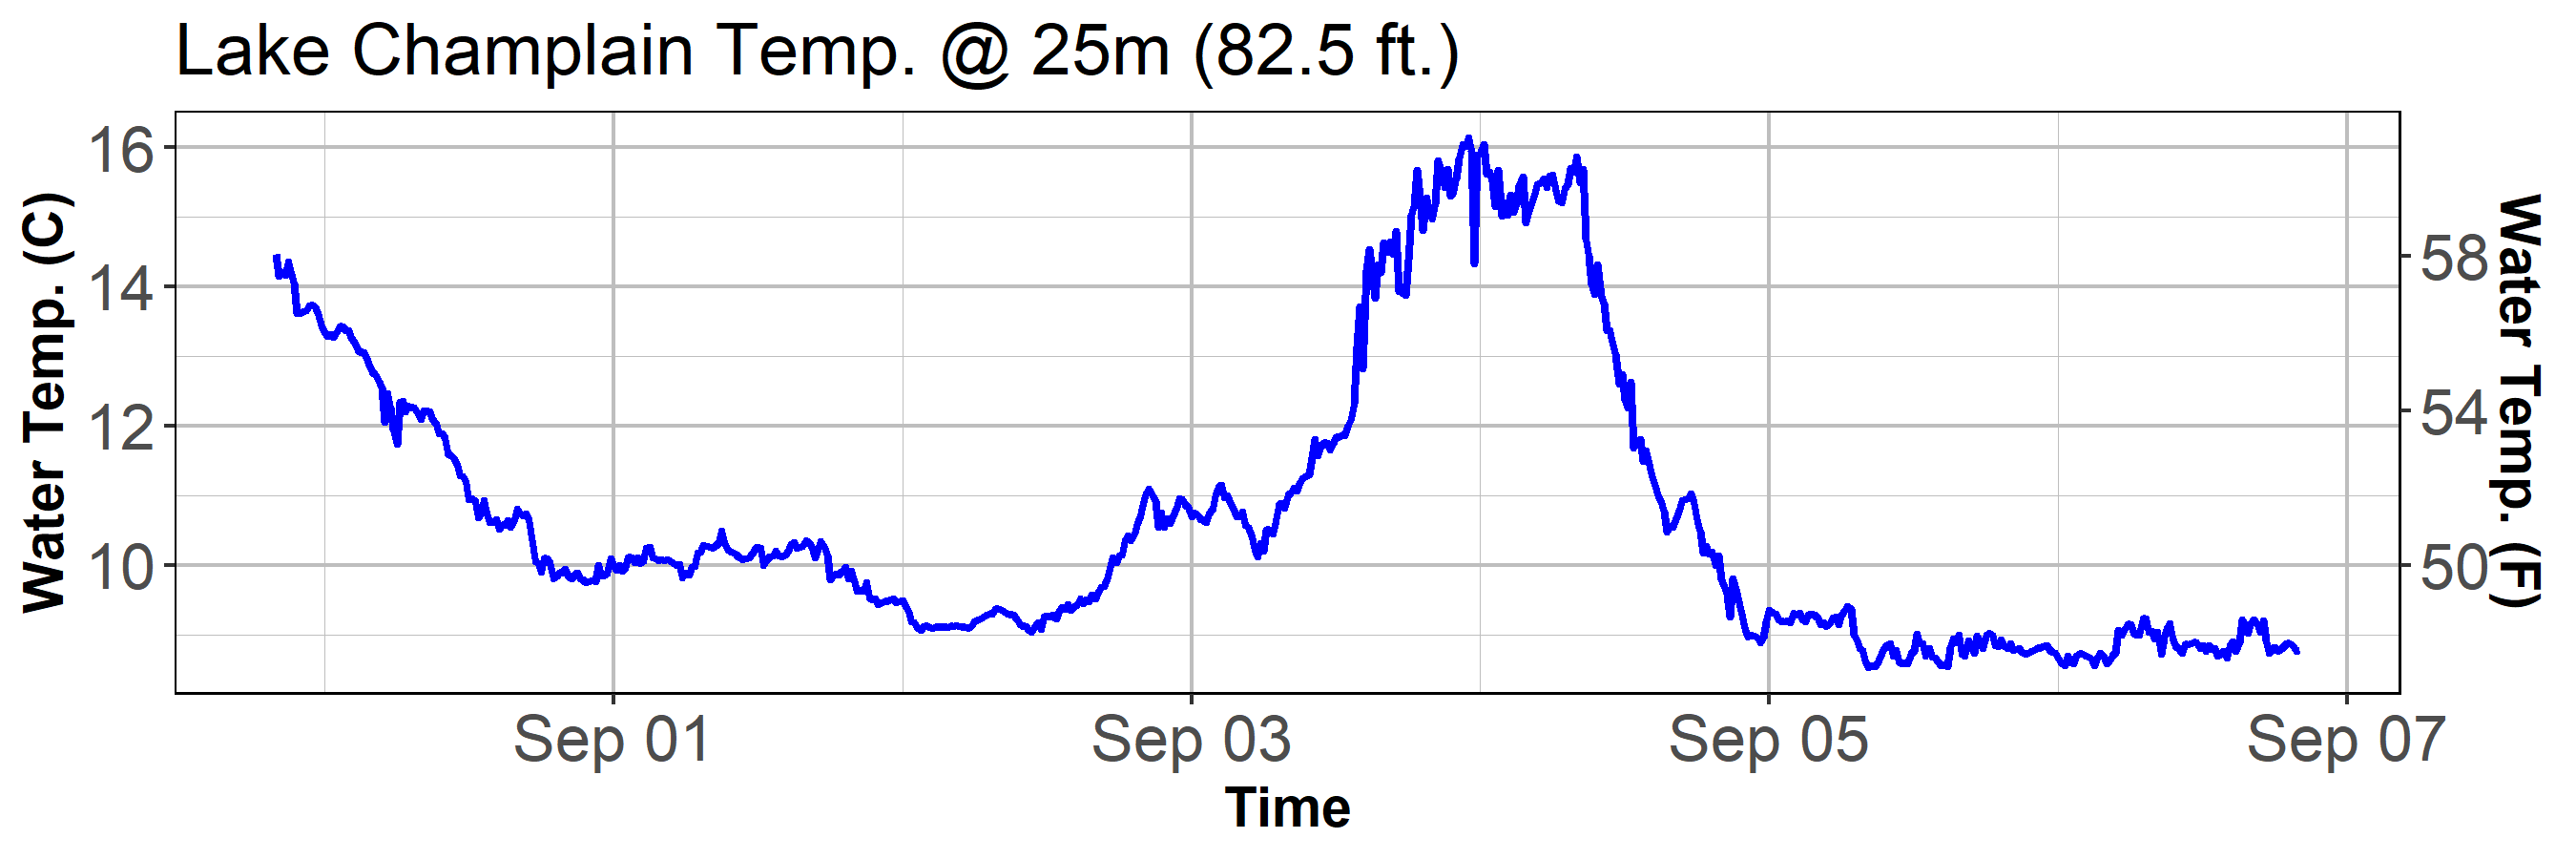 Lake Champlain Temp. @ 25m (82.5 ft.)
Water Temp. (C)
16
14
12
10
58
54
50
Water Temp. (F)
Sep 01 Sep 03 Sep 05 Sep 07
Time